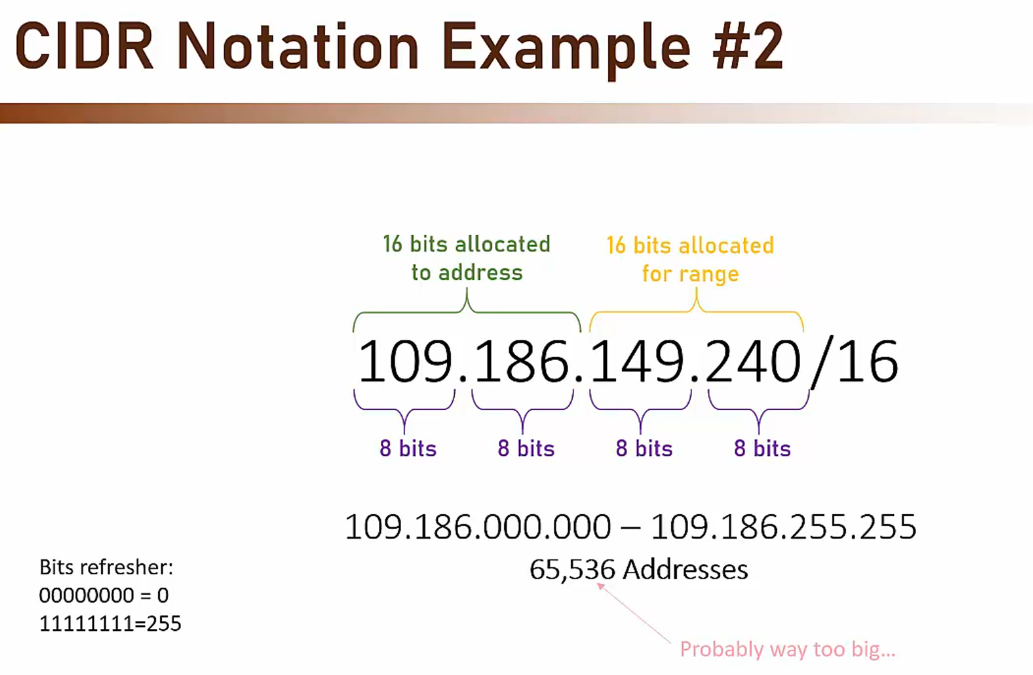 CIDR Notation Example #2
16 bits allocated
to address
16 bits allocated
for range
109.186.149.240/16
8 bits
8 bits
8 bits
8 bits
109.186.000.000 – 109.186.255.255
65,536 Addresses
Bits refresher:
00000000 = 0
11111111=255
Probably way too big...